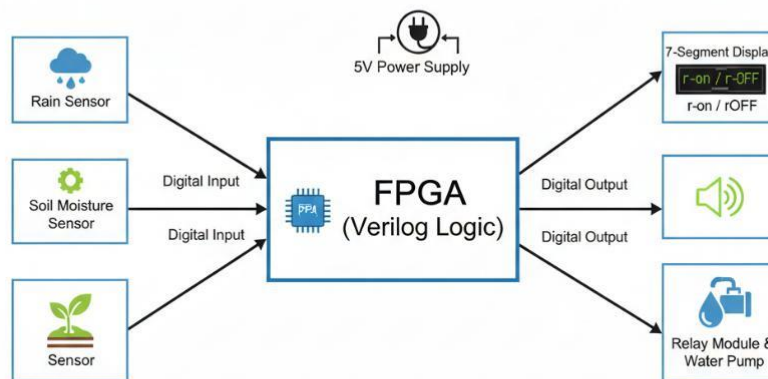 5V Power Supply
Rain Sensor
Soil Moisture
Sensor
Sensor
Digital Input
Digital Input
FPGA
(Verilog Logic)
Digital Output
Digital Output
7-Segment Displa
r-on / r-OFF
r-on / rOFF
Relay Module &
Water Pump